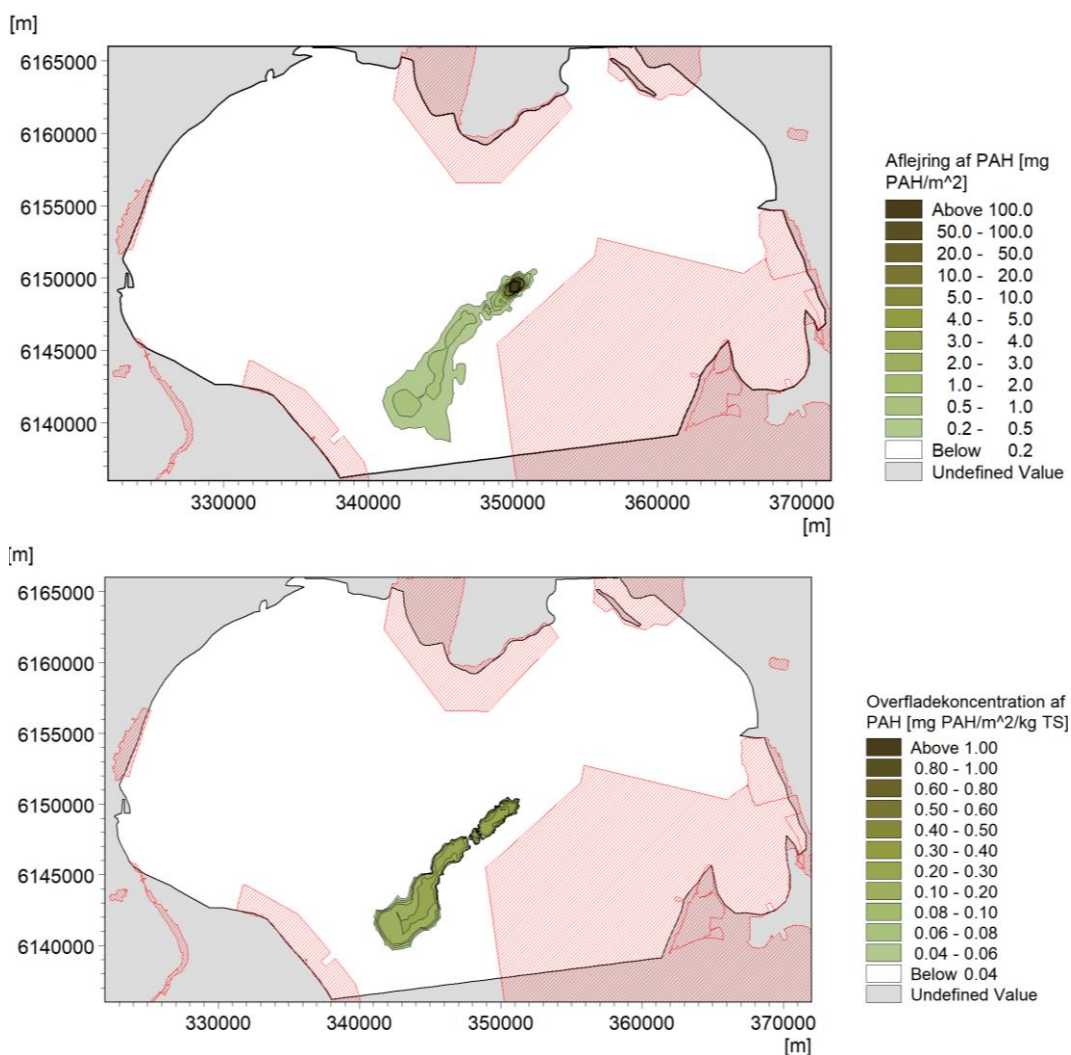 [m]
6165000
6160000
6155000
6150000
6145000
6140000
330000 340000 350000 360000 370000
[m]
Aflejring af PAH [mg
PAH/m^2]
Above 100.0
50.0 - 100.0
20.0 - 50.0
10.0 - 20.0
5.0 - 10.0
4.0 - 5.0
3.0 - 4.0
2.0 - 3.0
1.0 - 2.0
0.5 - 1.0
0.2 - 0.5
Below 0.2
Undefined Value
[m]
6165000
6160000
6155000
6150000
6145000
6140000
330000 340000 350000 360000 370000
[m]
Overfladekoncentration af
PAH [mg PAH/m^2/kg TS]
Above 1.00
0.80 - 1.00
0.60 - 0.80
0.50 - 0.60
0.40 - 0.50
0.30 - 0.40
0.20 - 0.30
0.10 - 0.20
0.08 - 0.10
0.06 - 0.08
0.04 - 0.06
Below 0.04
Undefined Value